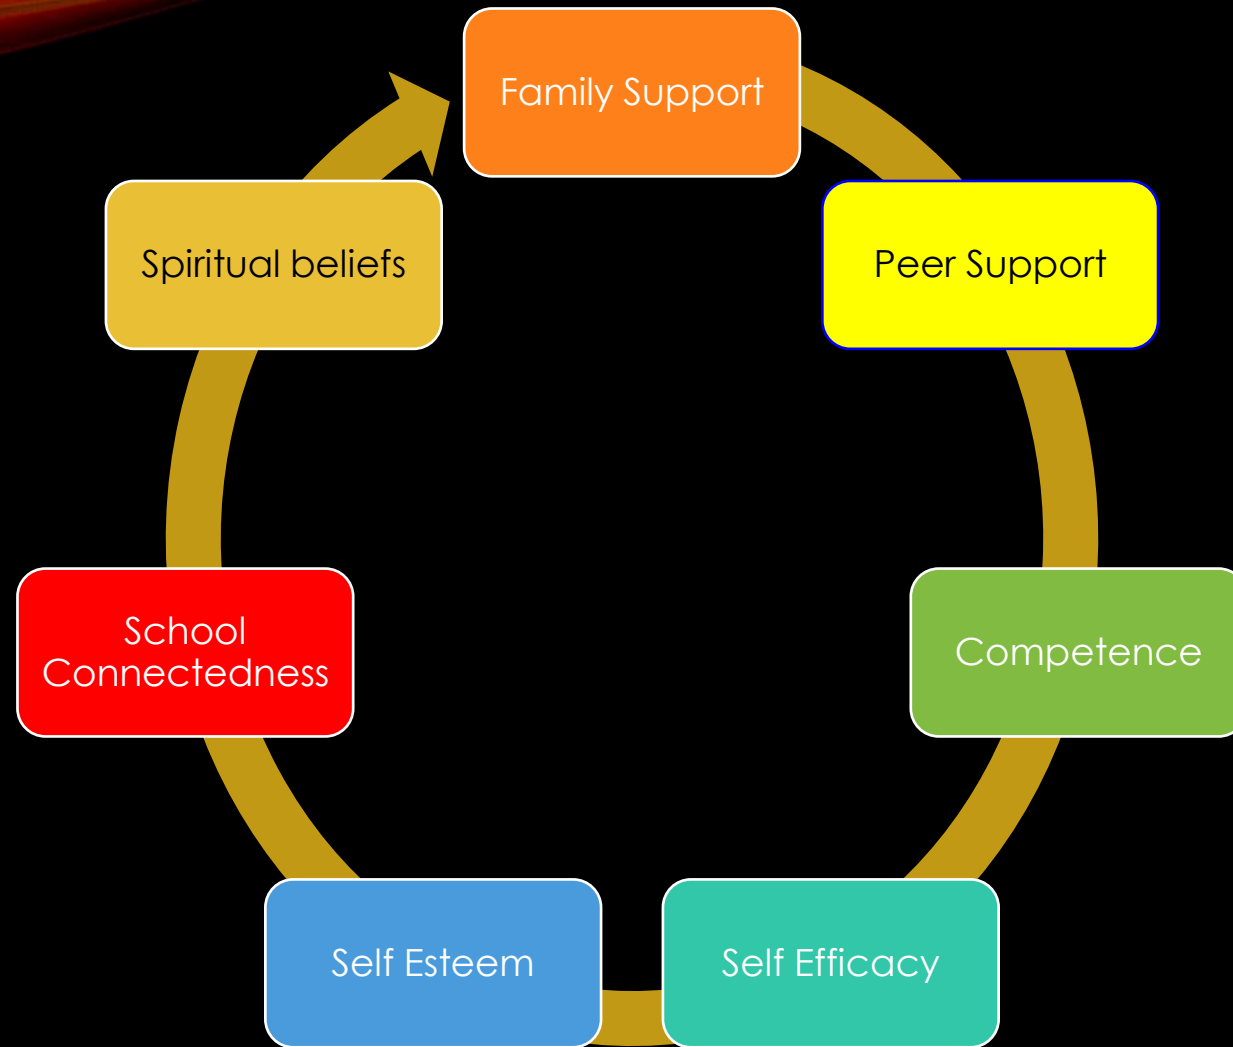 Family Support
Peer Support
Competence
Self Efficacy
Self Esteem
School
Connectedness
Spiritual beliefs